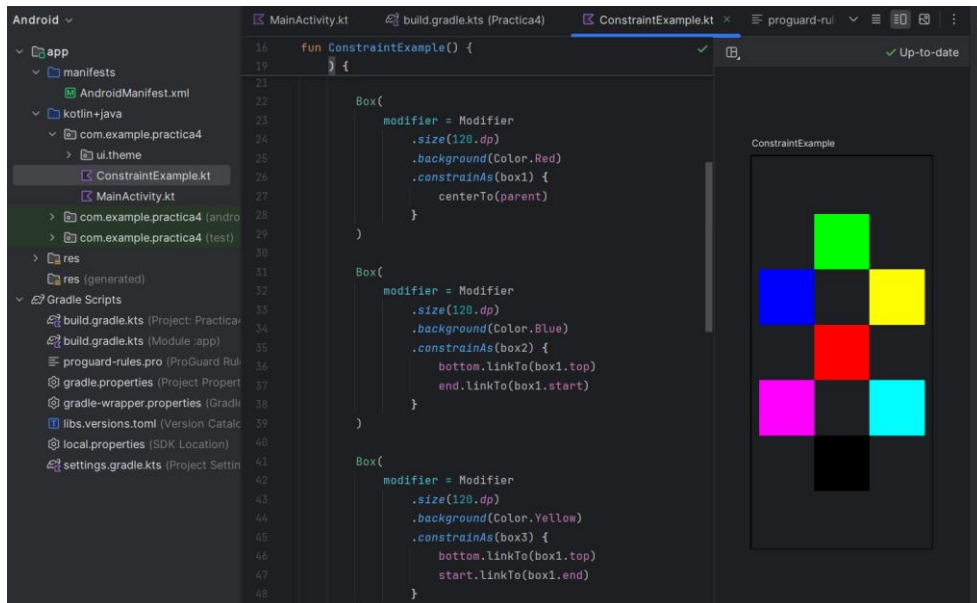 Android
MainActivity.kt
build.gradle.kts (Practica4)
ConstraintExample.kt
proguard-rul
app
manifests
AndroidManifest.xml
kotlin+java
com.example.practica4
ui.theme
ConstraintExample.kt
MainActivity.kt
com.example.practica4 (andro
com.example.practica4 (test)
res
res (generated)
Gradle Scripts
build.gradle.kts (Project: Practica4
build.gradle.kts (Module :app)
proguard-rules.pro (ProGuard Rul
gradle.properties (Project Propert
gradle-wrapper.properties (Gradle
libs.versions.toml (Version Catalo
local.properties (SDK Location)
settings.gradle.kts (Project Settin
16 fun ConstraintExample() {
19 ) {
21
22 Box(
23 modifier = Modifier
24 .size(120.dp)
25 .background(Color.Red)
26 .constrainAs(box1) {
27 centerTo(parent)
28 }
29 )
30
31 Box(
32 modifier = Modifier
33 .size(120.dp)
34 .background(Color.Blue)
35 .constrainAs(box2) {
36 bottom.linkTo(box1.top)
37 end.linkTo(box1.start)
38 }
39 )
40
41 Box(
42 modifier = Modifier
43 .size(120.dp)
44 .background(Color.Yellow)
45 .constrainAs(box3) {
46 bottom.linkTo(box1.top)
47 start.linkTo(box1.end)
48 }
Up-to-date
ConstraintExample